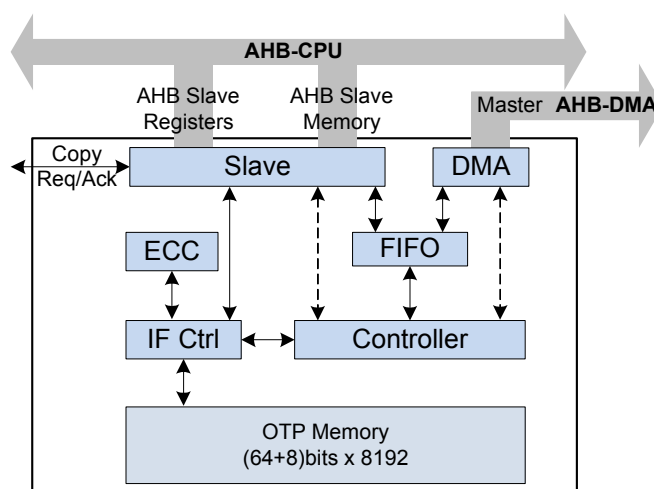 AHB-CPU
AHB Slave
Registers
AHB Slave
Memory
Master AHB-DMA
Copy
Req/Ack
Slave
DMA
ECC
FIFO
IF Ctrl
Controller
OTP Memory
(64+8)bits x 8192